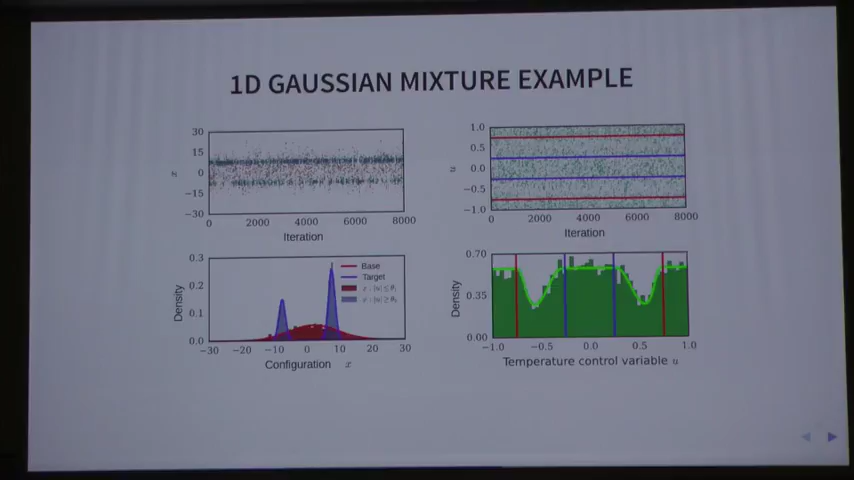 1D GAUSSIAN MIXTURE EXAMPLE
30
15
0
−15
−30
x
0 2000 4000 6000 8000
Iteration
1.0
0.5
0.0
−0.5
−1.0
u
0 2000 4000 6000 8000
Iteration
0.3
0.2
0.1
0.0
Density
Base
Target
−30 −20 −10 0 10 20 30
Configuration x
0.70
0.35
0.00
Density
−1.0 −0.5 0.0 0.5 1.0
Temperature control variable u